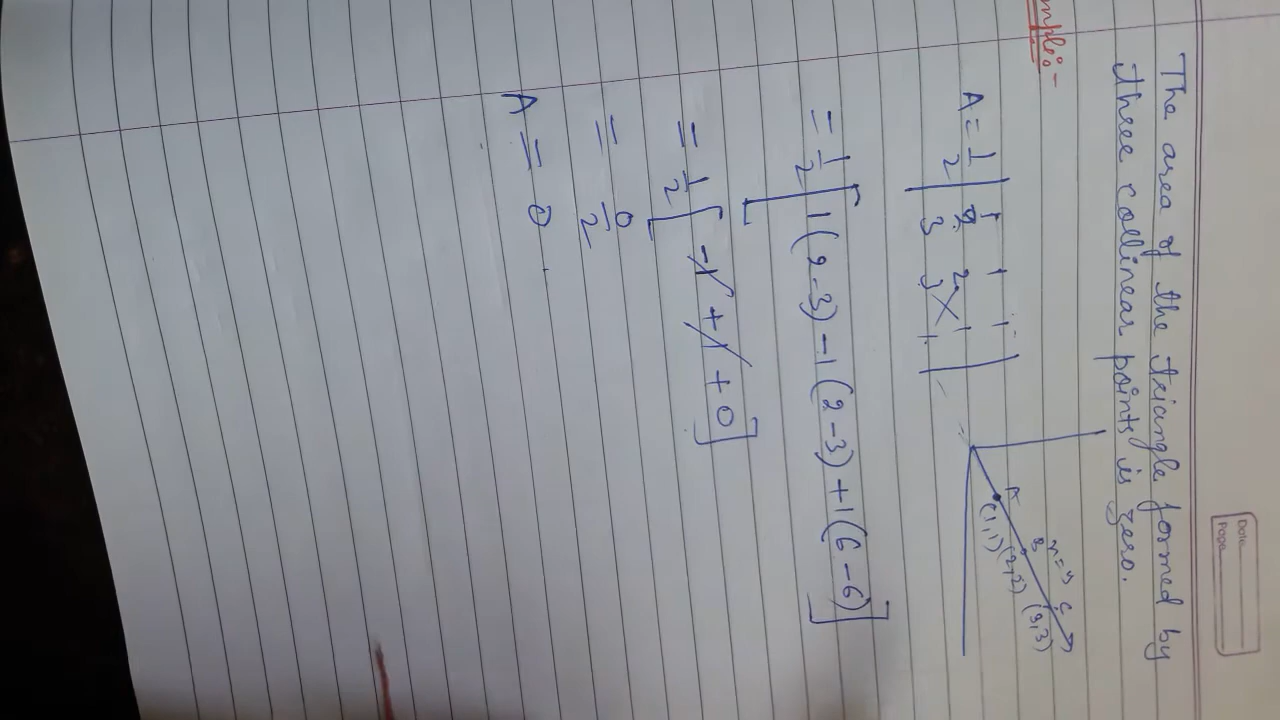 Date
Page
The area of the triangle formed by
three collinear points is zero.
mple:-
A = 1/2 | 1 1 1
2 2 1
3 3 1 |
x=y
A B C
(1,1) (2,2) (3,3)
= 1/2 [ 1(2-3) -1(2-3) +1(6-6) ]
= 1/2 [ -1 + 1 + 0 ]
= 0/2
A = 0